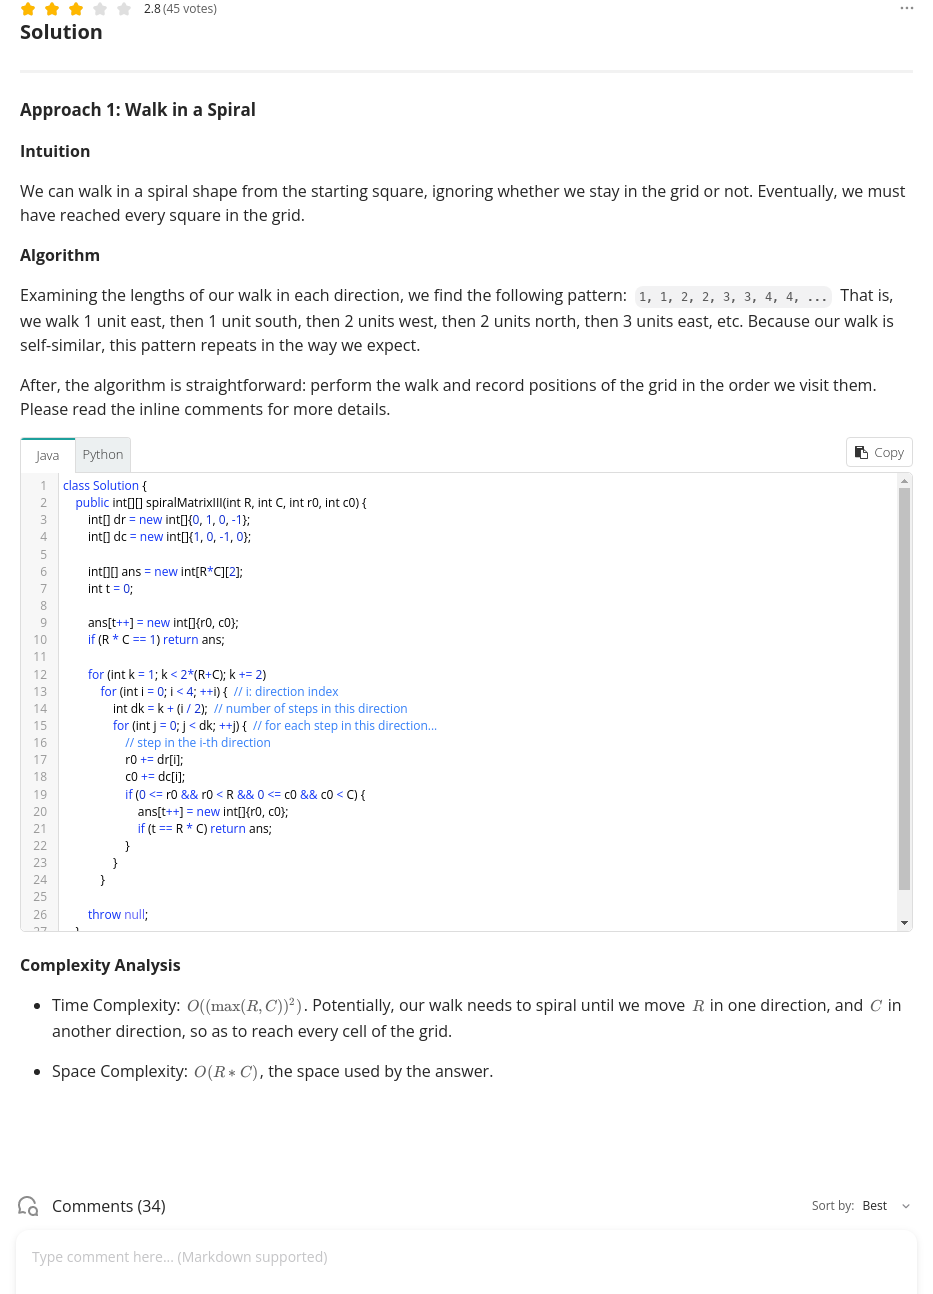 2.8 (45 votes)
Solution
Approach 1: Walk in a Spiral
Intuition
We can walk in a spiral shape from the starting square, ignoring whether we stay in the grid or not. Eventually, we must
have reached every square in the grid.
Algorithm
Examining the lengths of our walk in each direction, we find the following pattern: 1, 1, 2, 2, 3, 3, 4, 4, ... That is,
we walk 1 unit east, then 1 unit south, then 2 units west, then 2 units north, then 3 units east, etc. Because our walk is
self-similar, this pattern repeats in the way we expect.
After, the algorithm is straightforward: perform the walk and record positions of the grid in the order we visit them.
Please read the inline comments for more details.
Java Python Copy
1 class Solution {
2 public int[][] spiralMatrixIII(int R, int C, int r0, int c0) {
3 int[] dr = new int[]{0, 1, 0, -1};
4 int[] dc = new int[]{1, 0, -1, 0};
5
6 int[][] ans = new int[R*C][2];
7 int t = 0;
8
9 ans[t++] = new int[]{r0, c0};
10 if (R * C == 1) return ans;
11
12 for (int k = 1; k < 2*(R+C); k += 2)
13 for (int i = 0; i < 4; ++i) { // i: direction index
14 int dk = k + (i / 2); // number of steps in this direction
15 for (int j = 0; j < dk; ++j) { // for each step in this direction...
16 // step in the i-th direction
17 r0 += dr[i];
18 c0 += dc[i];
19 if (0 <= r0 && r0 < R && 0 <= c0 && c0 < C) {
20 ans[t++] = new int[]{r0, c0};
21 if (t == R * C) return ans;
22 }
23 }
24 }
25
26 throw null;
27 }
Complexity Analysis
• Time Complexity: O((max(R, C))²). Potentially, our walk needs to spiral until we move R in one direction, and C in
another direction, so as to reach every cell of the grid.
• Space Complexity: O(R * C), the space used by the answer.
Comments (34) Sort by: Best
Type comment here... (Markdown supported)